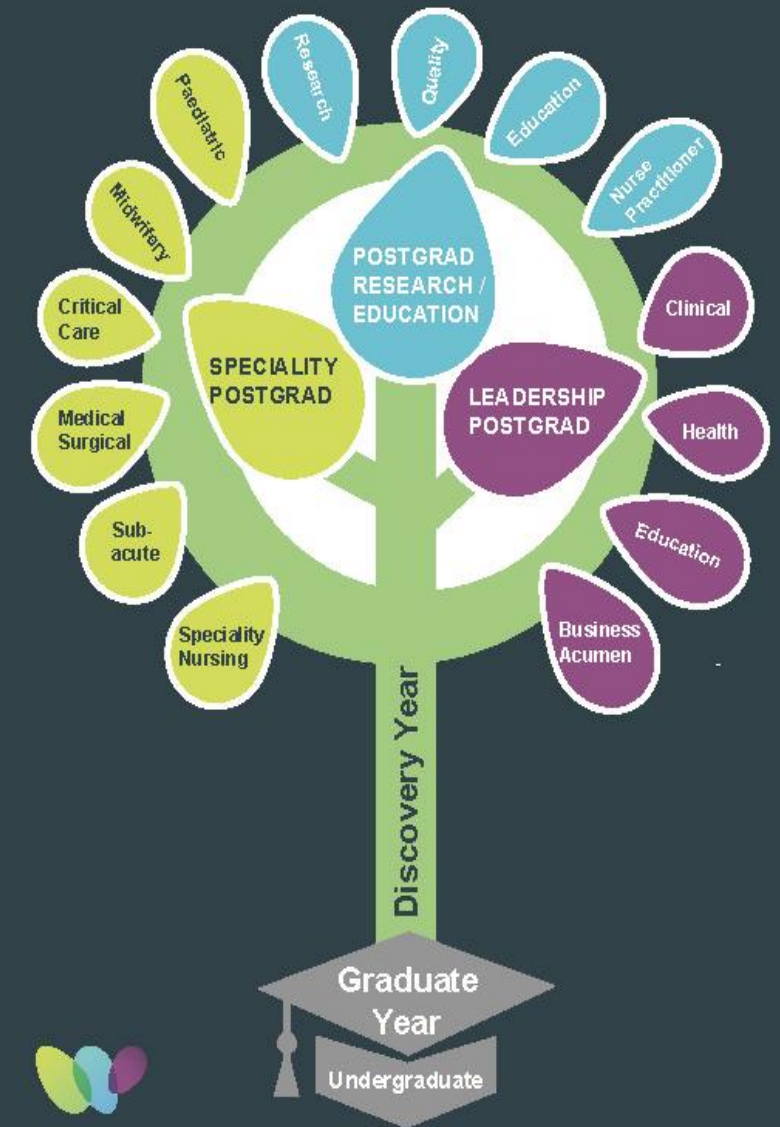 Paediatric
Research
Quality
Education
Nurse
Practitioner
Midwifery
Critical
Care
Medical
Surgical
Sub-
acute
Speciality
Nursing
SPECIALITY
POSTGRAD
POSTGRAD
RESEARCH /
EDUCATION
LEADERSHIP
POSTGRAD
Clinical
Health
Education
Business
Acumen
Discovery Year
Graduate
Year
Undergraduate